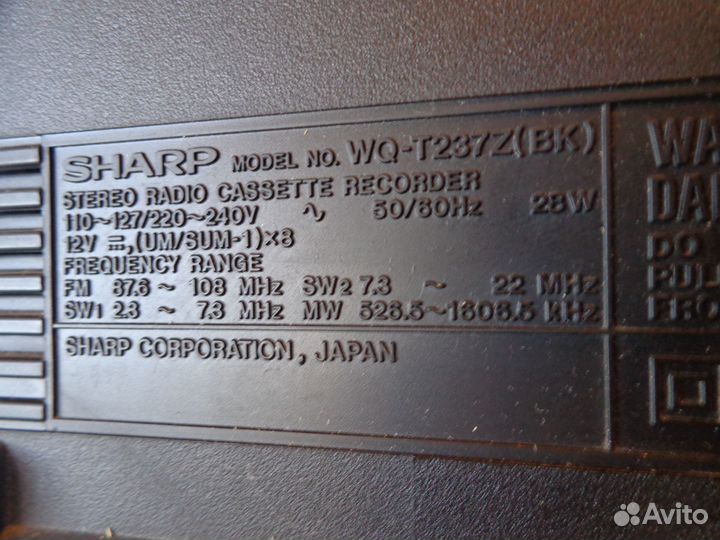 SHARP MODEL NO. WQ-T237Z(BK)
STEREO RADIO CASSETTE RECORDER
110~127/220~240V ∿ 50/60Hz 28W
12V ⎓,(UM/SUM-1)×8
FREQUENCY RANGE
FM 87.6 ~ 108 MHz SW2 7.3 ~ 22 MHz
SW1 2.3 ~ 7.3 MHz MW 526.5~1606.5 kHz
SHARP CORPORATION, JAPAN
DO
Avito